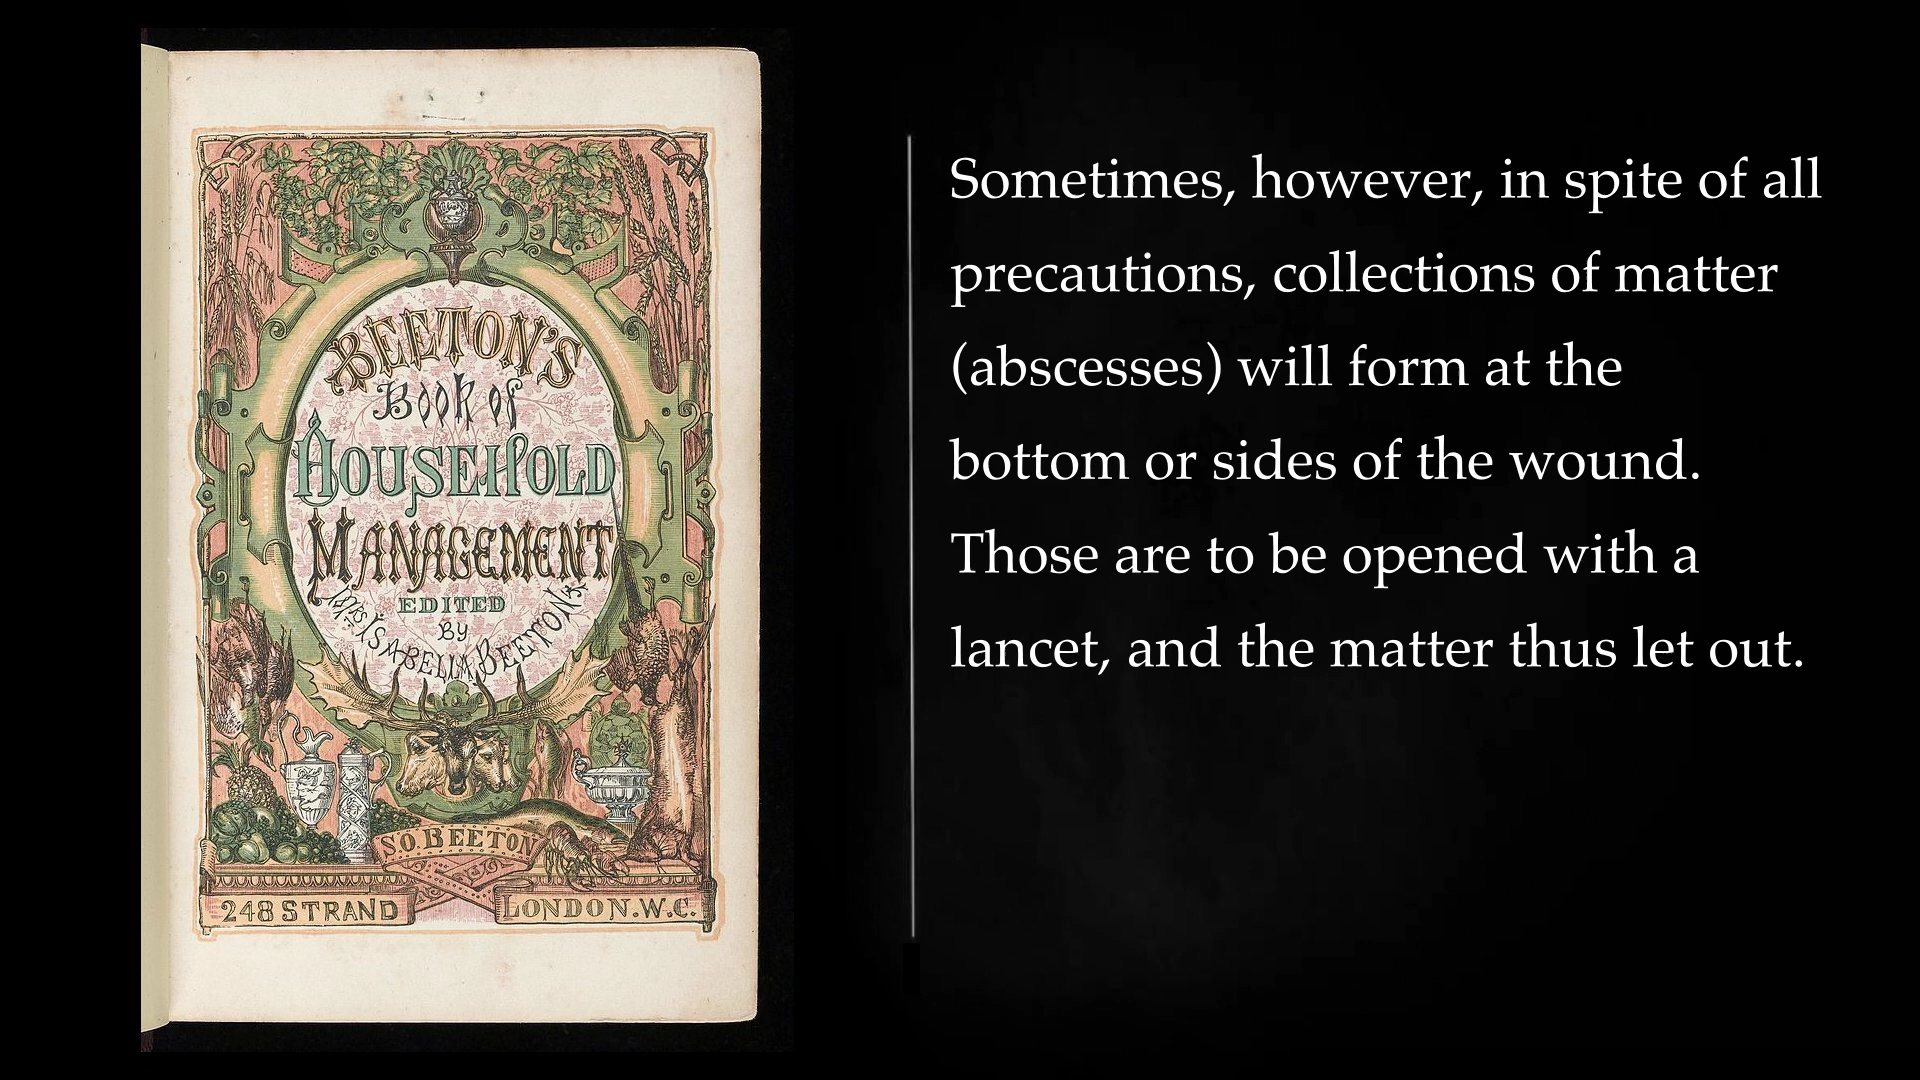 BEETON'S
BOOK OF
HOUSEHOLD
MANAGEMENT
EDITED
BY
MRS ISABELLA BEETON
S.O. BEETON
248 STRAND
LONDON. W.C.
Sometimes, however, in spite of all
precautions, collections of matter
(abscesses) will form at the
bottom or sides of the wound.
Those are to be opened with a
lancet, and the matter thus let out.